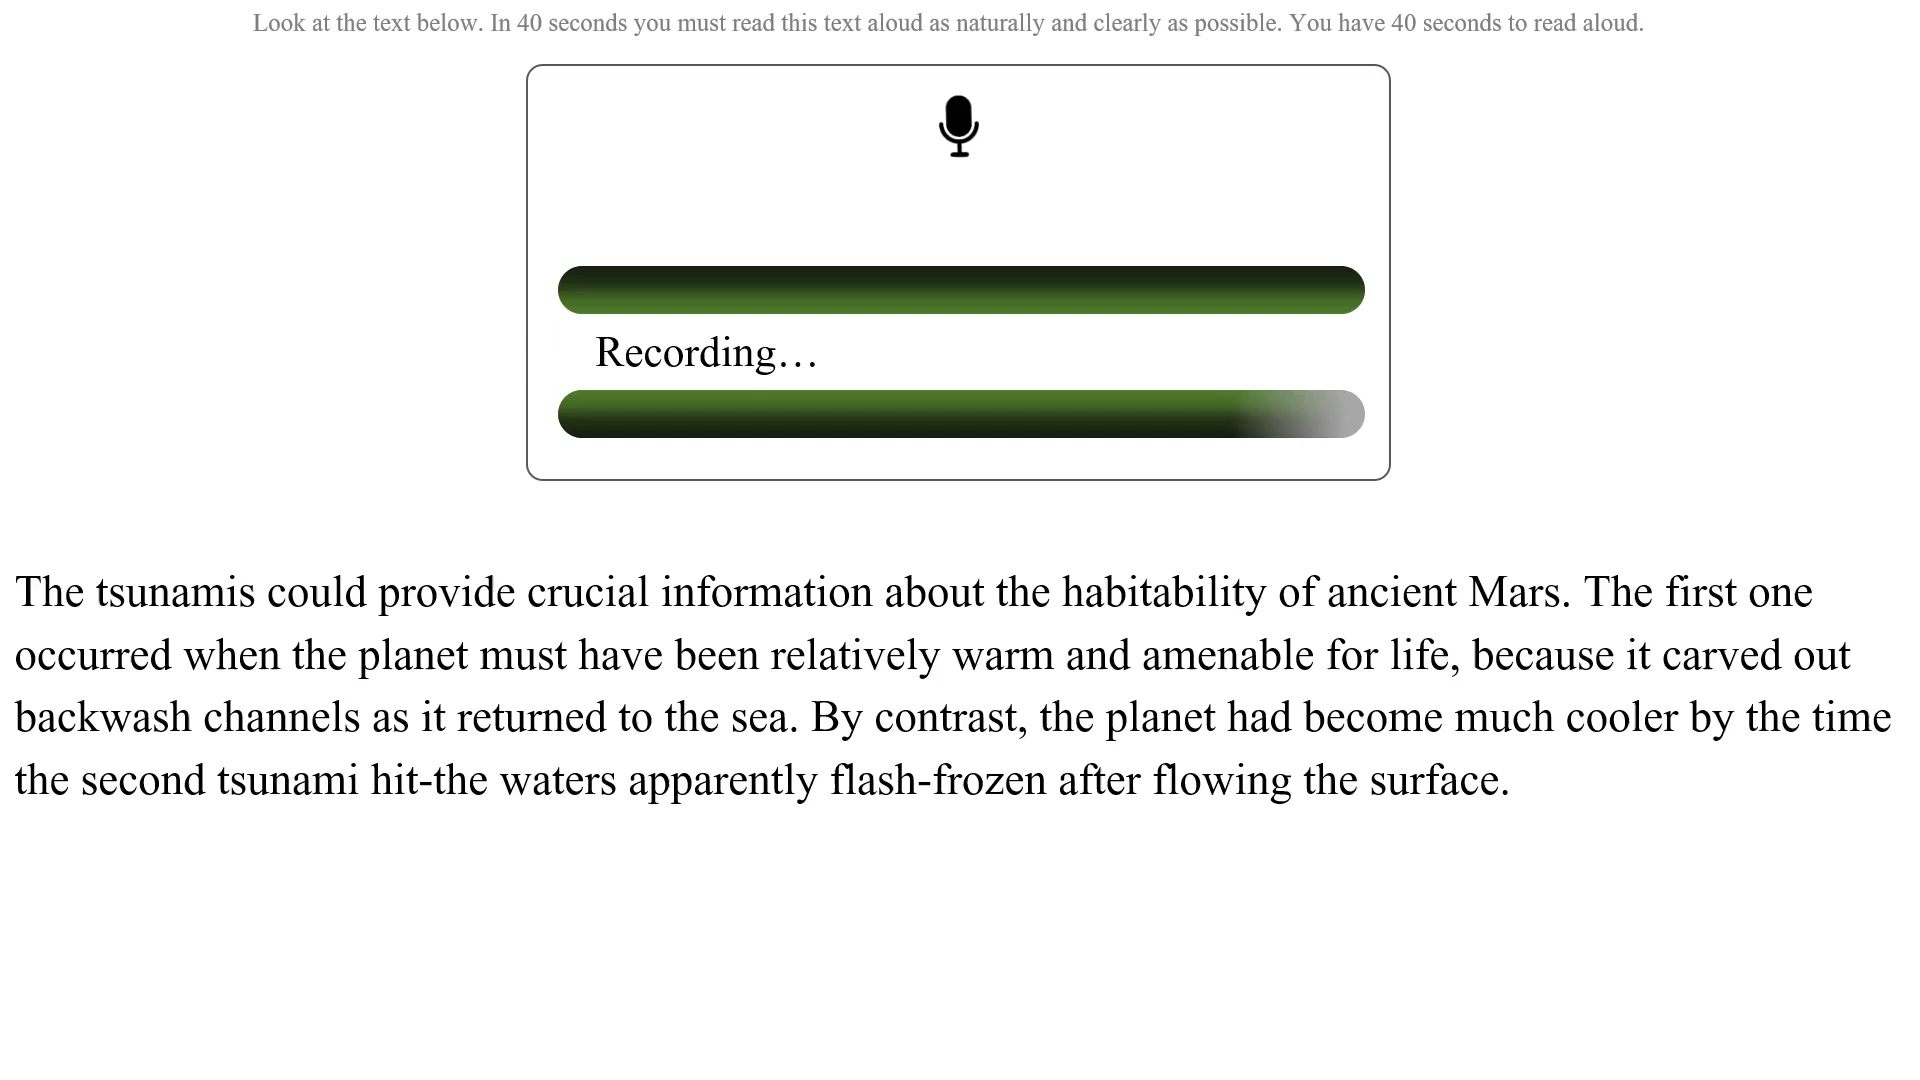 Look at the text below. In 40 seconds you must read this text aloud as naturally and clearly as possible. You have 40 seconds to read aloud.
Recording…
The tsunamis could provide crucial information about the habitability of ancient Mars. The first one
occurred when the planet must have been relatively warm and amenable for life, because it carved out
backwash channels as it returned to the sea. By contrast, the planet had become much cooler by the time
the second tsunami hit-the waters apparently flash-frozen after flowing the surface.